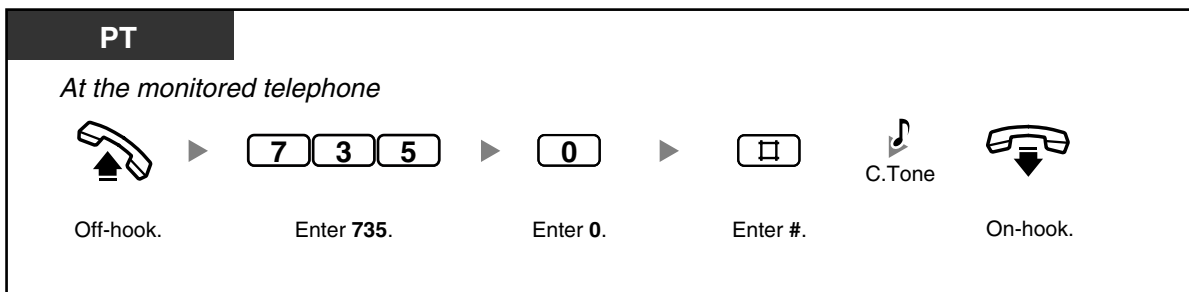 PT
At the monitored telephone
7 3 5 0 #
C.Tone
Off-hook. Enter 735. Enter 0. Enter #. On-hook.